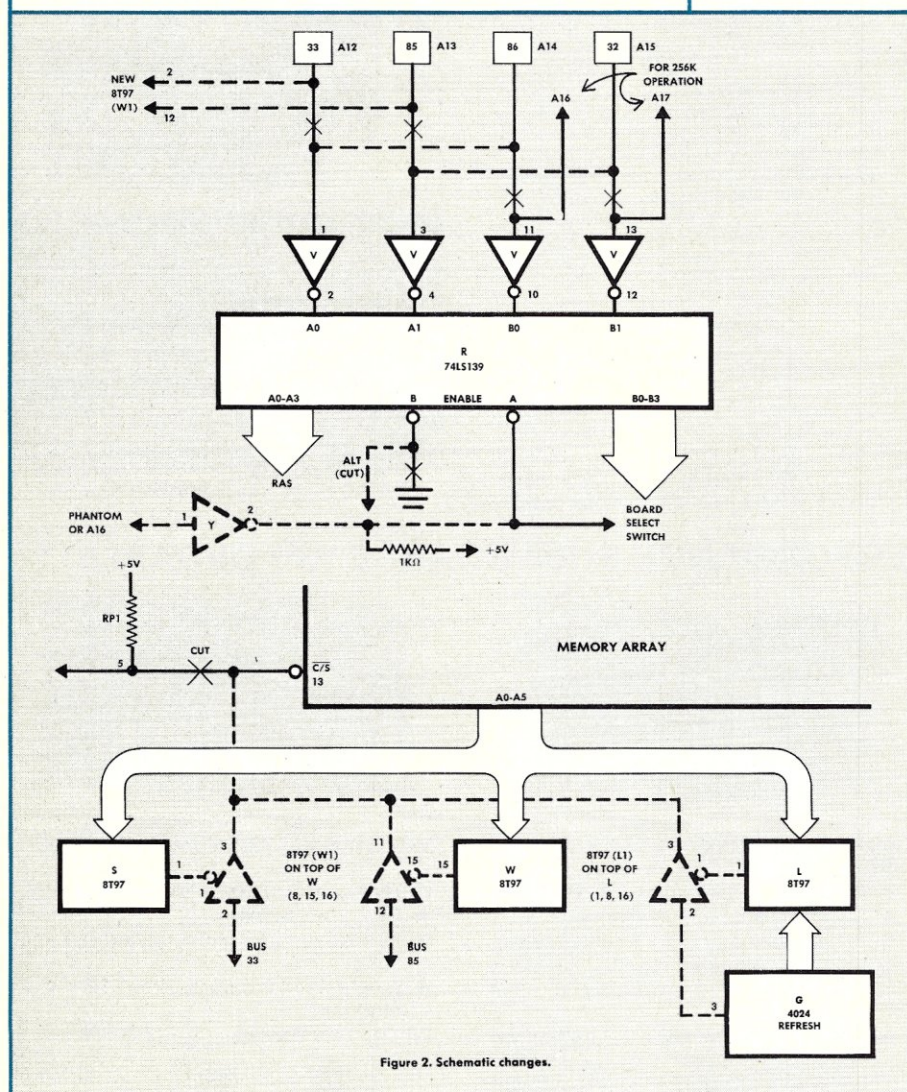 33 A12 85 A13 86 A14 32 A15
FOR 256K
OPERATION
NEW
8T97
(W1)
2
12
A16 A17
1 3 11 13
V V V V
2 4 10 12
A0 A1 B0 B1
R
74LS139
A0-A3 B ENABLE A B0-B3
RAS
ALT
(CUT)
BOARD
SELECT
SWITCH
PHANTOM
OR A16
1 Y 2
1KΩ +5V
+5V
RP1
5 CUT
C/S
13
MEMORY ARRAY
A0-A5
S
8T97
1
1
3
2
BUS
33
8T97 (W1)
ON TOP OF
W
(8, 15, 16)
11
15
12
BUS
85
15
W
8T97
8T97 (L1)
ON TOP OF
L
(1, 8, 16)
3
1
2
1
L
8T97
3
G
4024
REFRESH
Figure 2. Schematic changes.